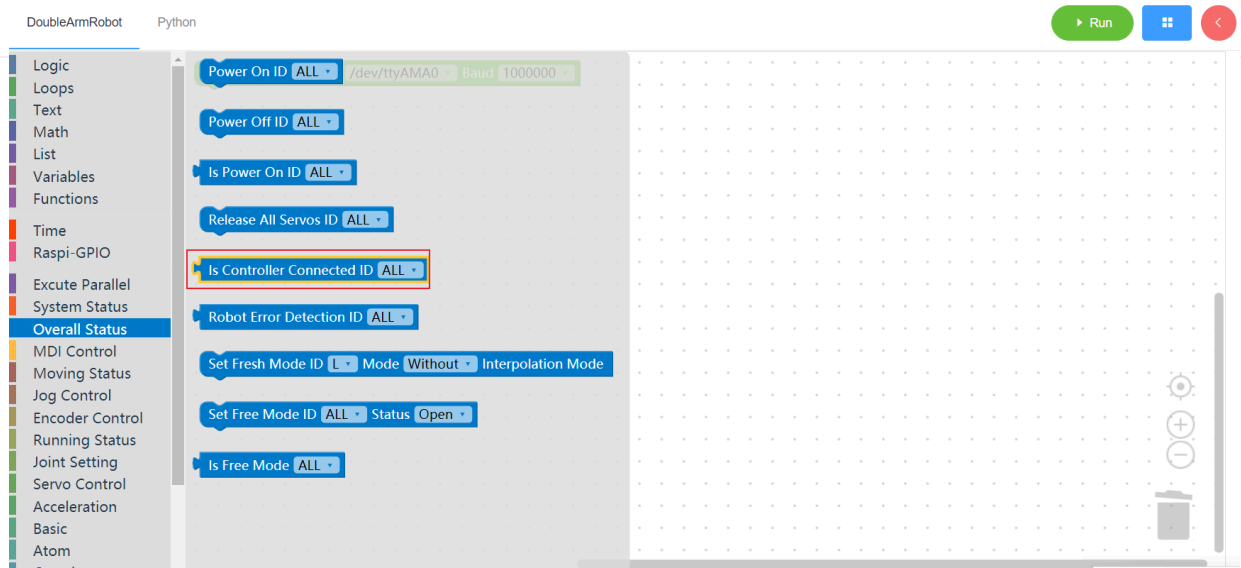 DoubleArmRobot Python Run
Logic
Loops
Text
Math
List
Variables
Functions
Time
Raspi-GPIO
Excute Parallel
System Status
Overall Status
MDI Control
Moving Status
Jog Control
Encoder Control
Running Status
Joint Setting
Servo Control
Acceleration
Basic
Atom
Power On ID ALL /dev/ttyAMA0 Baud 1000000
Power Off ID ALL
Is Power On ID ALL
Release All Servos ID ALL
Is Controller Connected ID ALL
Robot Error Detection ID ALL
Set Fresh Mode ID L Mode Without Interpolation Mode
Set Free Mode ID ALL Status Open
Is Free Mode ALL